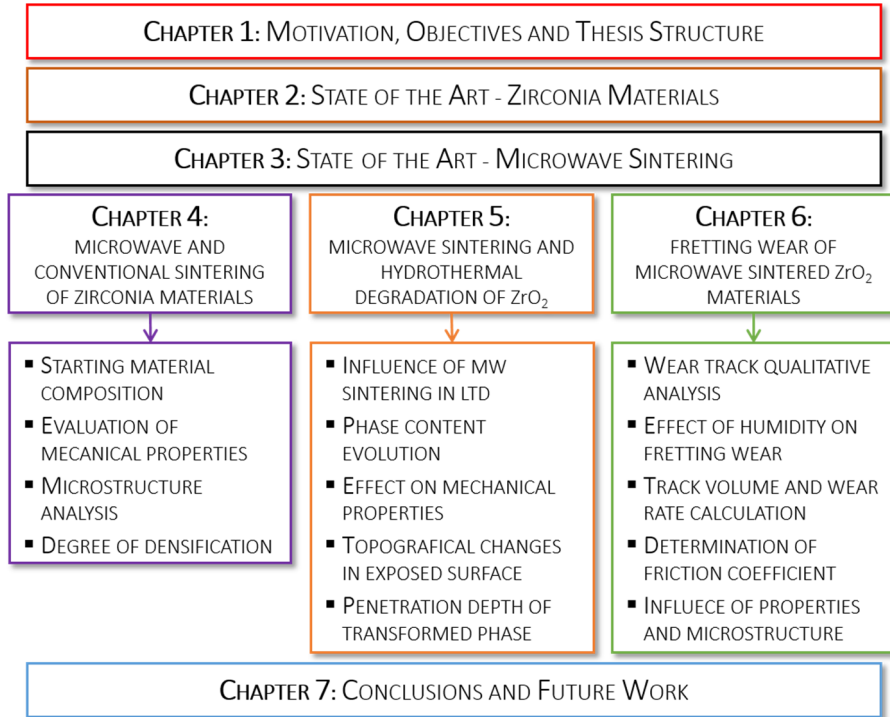 CHAPTER 1: MOTIVATION, OBJECTIVES AND THESIS STRUCTURE
CHAPTER 2: STATE OF THE ART - ZIRCONIA MATERIALS
CHAPTER 3: STATE OF THE ART - MICROWAVE SINTERING
CHAPTER 4:
MICROWAVE AND
CONVENTIONAL SINTERING
OF ZIRCONIA MATERIALS
▪ STARTING MATERIAL
COMPOSITION
▪ EVALUATION OF
MECANICAL PROPERTIES
▪ MICROSTRUCTURE
ANALYSIS
▪ DEGREE OF DENSIFICATION
CHAPTER 5:
MICROWAVE SINTERING AND
HYDROTHERMAL
DEGRADATION OF ZrO₂
▪ INFLUENCE OF MW
SINTERING IN LTD
▪ PHASE CONTENT
EVOLUTION
▪ EFFECT ON MECHANICAL
PROPERTIES
▪ TOPOGRAFICAL CHANGES
IN EXPOSED SURFACE
▪ PENETRATION DEPTH OF
TRANSFORMED PHASE
CHAPTER 6:
FRETTING WEAR OF
MICROWAVE SINTERED ZrO₂
MATERIALS
▪ WEAR TRACK QUALITATIVE
ANALYSIS
▪ EFFECT OF HUMIDITY ON
FRETTING WEAR
▪ TRACK VOLUME AND WEAR
RATE CALCULATION
▪ DETERMINATION OF
FRICTION COEFFICIENT
▪ INFLUECE OF PROPERTIES
AND MICROSTRUCTURE
CHAPTER 7: CONCLUSIONS AND FUTURE WORK